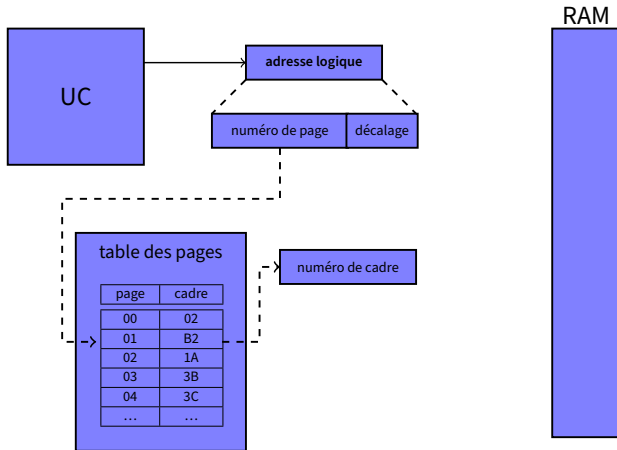 RAM
UC
adresse logique
numéro de page décalage
table des pages
numéro de cadre
page cadre
00 02
01 B2
02 1A
03 3B
04 3C
... ...